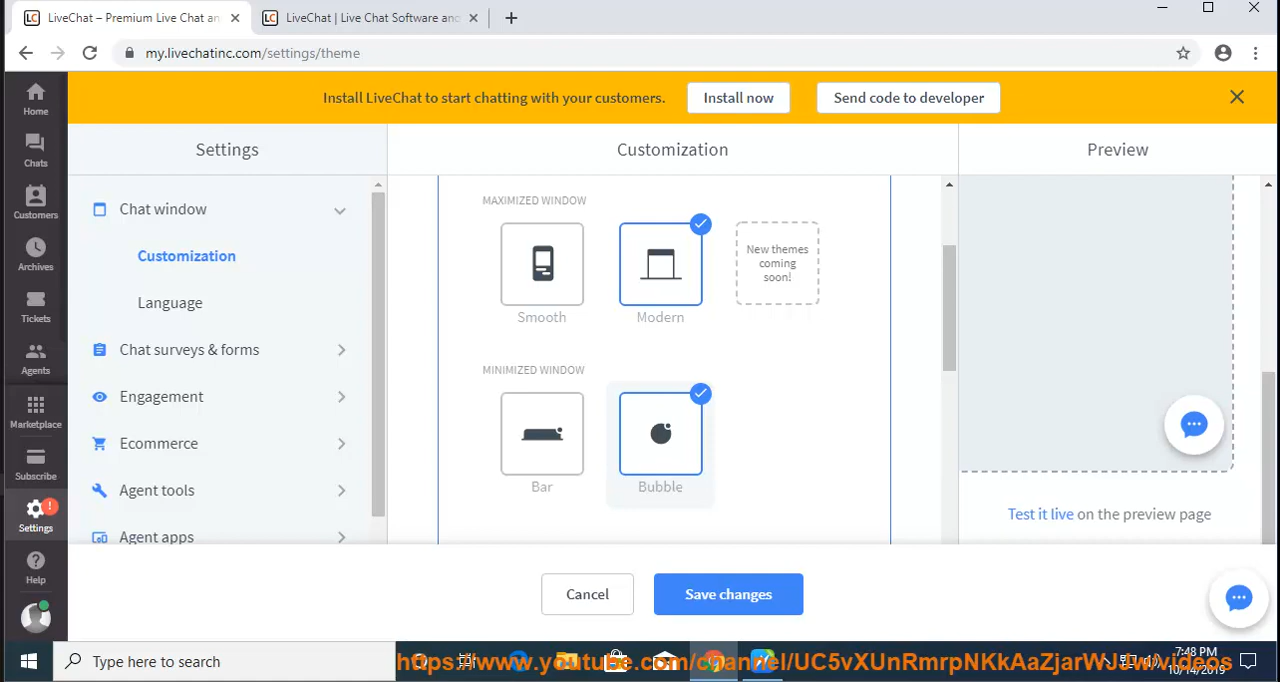 LiveChat – Premium Live Chat an
LiveChat | Live Chat Software and
my.livechatinc.com/settings/theme
Install LiveChat to start chatting with your customers.
Install now
Send code to developer
Home
Chats
Customers
Archives
Tickets
Agents
Marketplace
Subscribe
Settings
Help
Settings
Chat window
Customization
Language
Chat surveys & forms
Engagement
Ecommerce
Agent tools
Agent apps
Customization
MAXIMIZED WINDOW
Smooth
Modern
New themes
coming
soon!
MINIMIZED WINDOW
Bar
Bubble
Preview
Test it live on the preview page
Cancel
Save changes
Type here to search
7:48 PM
10/14/2019